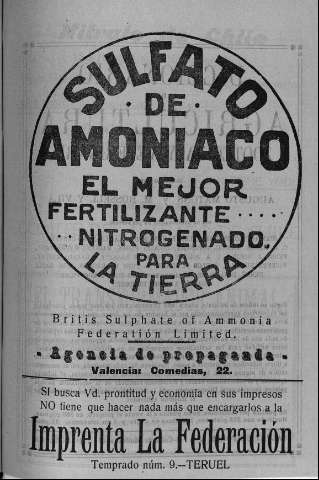 SULFATO
· DE ·
AMONIACO
EL MEJOR
FERTILIZANTE ·····
·· NITROGENADO.
PARA
LA TIERRA
Britis Sulphate of Ammonia
Federatión Limited.
- Agencia de propaganda -
Valencia: Comedias, 22.
SI busca Vd. prontitud y economía en sus impresos
NO tiene que hacer nada más que encargarlos a la
Imprenta La Federación
Temprado núm. 9.—TERUEL